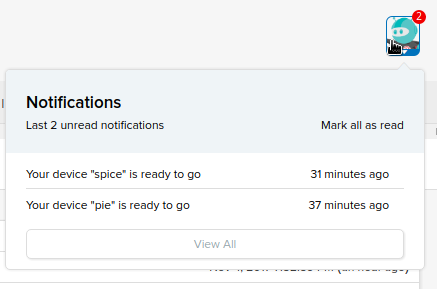 2
Notifications
Last 2 unread notifications Mark all as read
Your device "spice" is ready to go 31 minutes ago
Your device "pie" is ready to go 37 minutes ago
View All